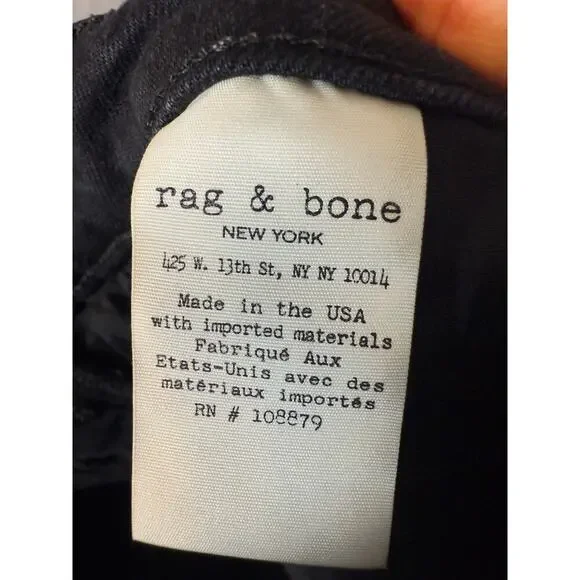 rag & bone
NEW YORK
425 W. 13th St, NY NY 10014
Made in the USA
with imported materials
Fabriqué Aux
Etats-Unis avec des
matériaux importés
RN # 108879